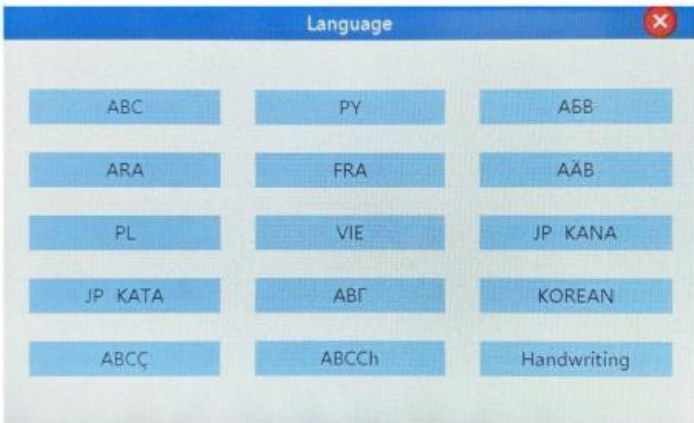 Language
ABC PY АБВ
ARA FRA AÄB
PL VIE JP KANA
JP KATA ΑΒΓ KOREAN
ABCÇ ABCCh Handwriting